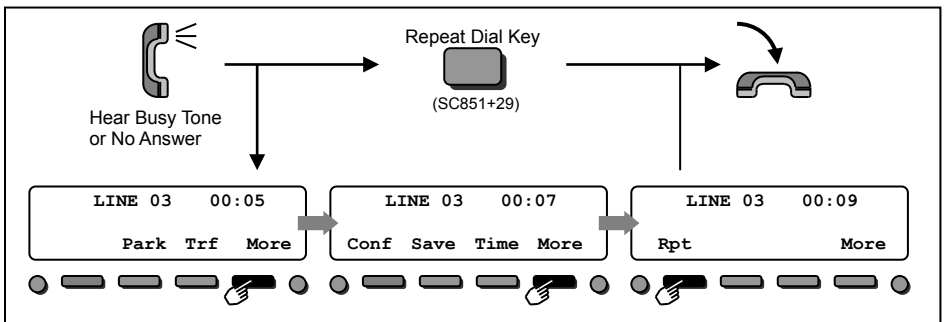 Repeat Dial Key
(SC851+29)
Hear Busy Tone
or No Answer
LINE 03 00:05
Park Trf More
LINE 03 00:07
Conf Save Time More
LINE 03 00:09
Rpt More